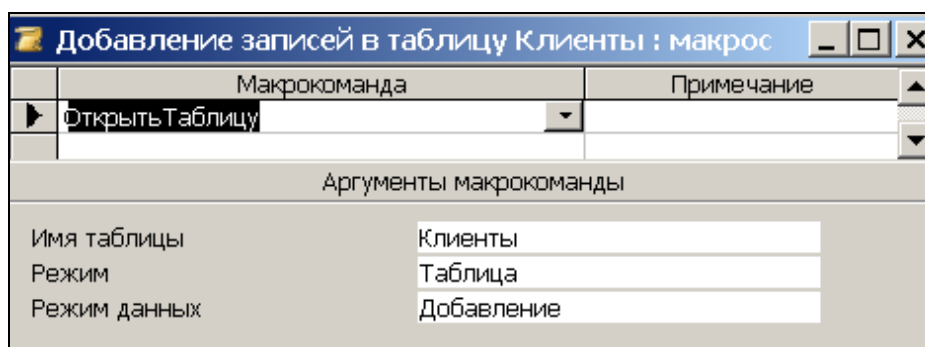 Добавление записей в таблицу Клиенты : макрос
Макрокоманда Примечание
ОткрытьТаблицу
Аргументы макрокоманды
Имя таблицы Клиенты
Режим Таблица
Режим данных Добавление